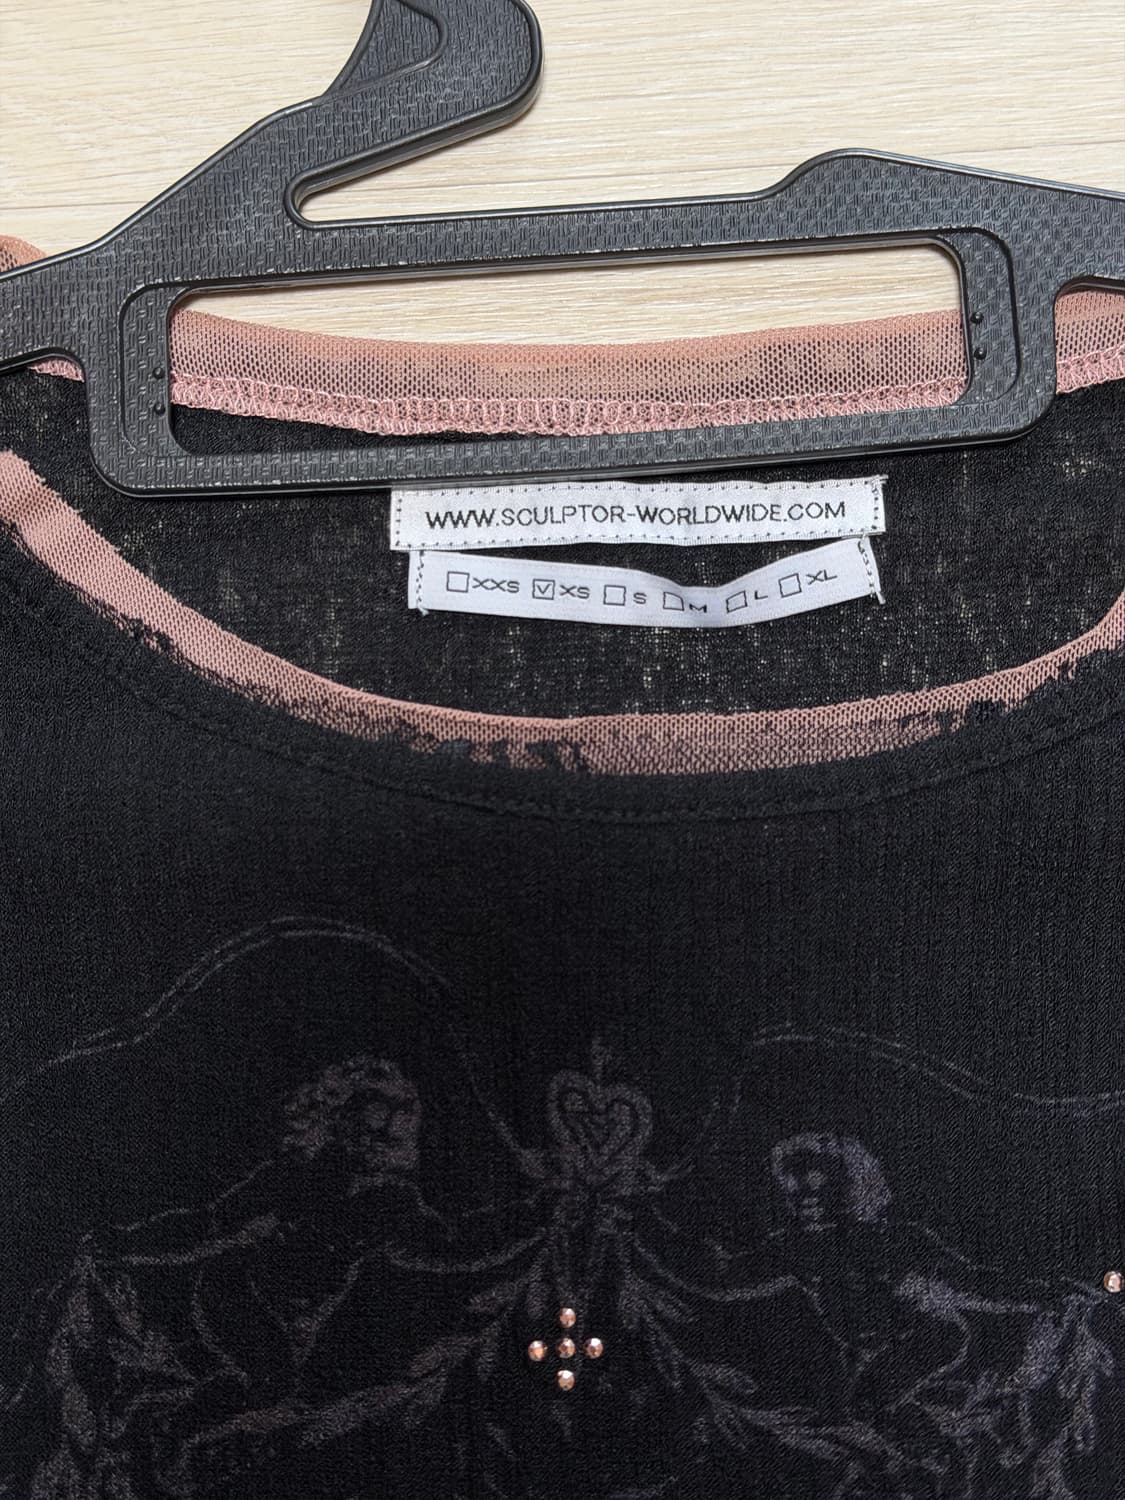 WWW.SCULPTOR-WORLDWIDE.COM
☐XXS ☑XS ☐S ☐M ☐L ☐XL